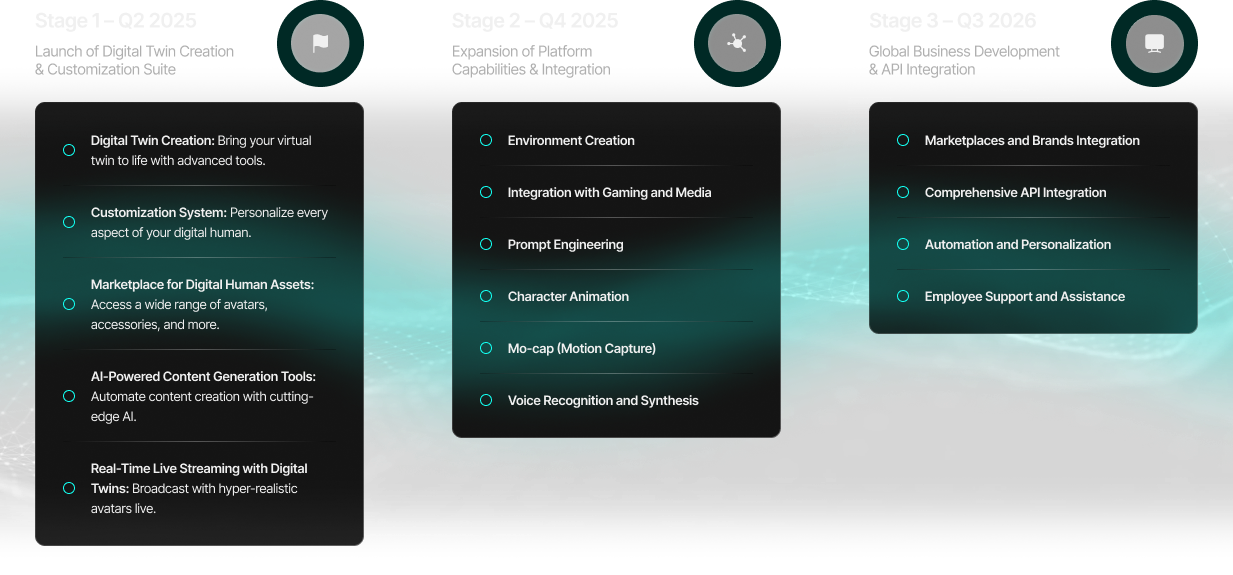 Stage 1 – Q2 2025
Launch of Digital Twin Creation
& Customization Suite
Digital Twin Creation: Bring your virtual
twin to life with advanced tools.
Customization System: Personalize every
aspect of your digital human.
Marketplace for Digital Human Assets:
Access a wide range of avatars,
accessories, and more.
AI-Powered Content Generation Tools:
Automate content creation with cutting-
edge AI.
Real-Time Live Streaming with Digital
Twins: Broadcast with hyper-realistic
avatars live.
Stage 2 – Q4 2025
Expansion of Platform
Capabilities & Integration
Environment Creation
Integration with Gaming and Media
Prompt Engineering
Character Animation
Mo-cap (Motion Capture)
Voice Recognition and Synthesis
Stage 3 – Q3 2026
Global Business Development
& API Integration
Marketplaces and Brands Integration
Comprehensive API Integration
Automation and Personalization
Employee Support and Assistance